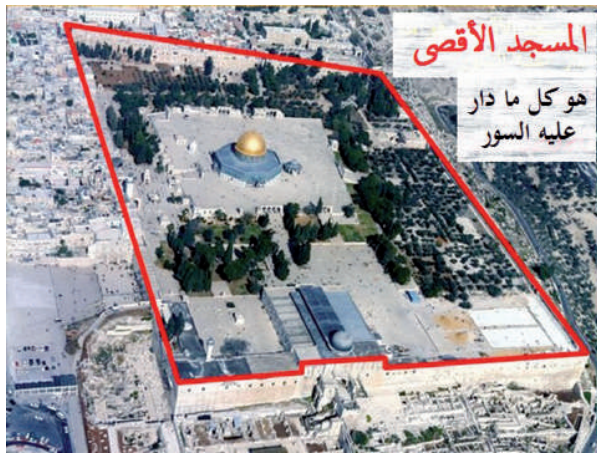 المسجد الأقصى
هو كل ما دار
عليه السور